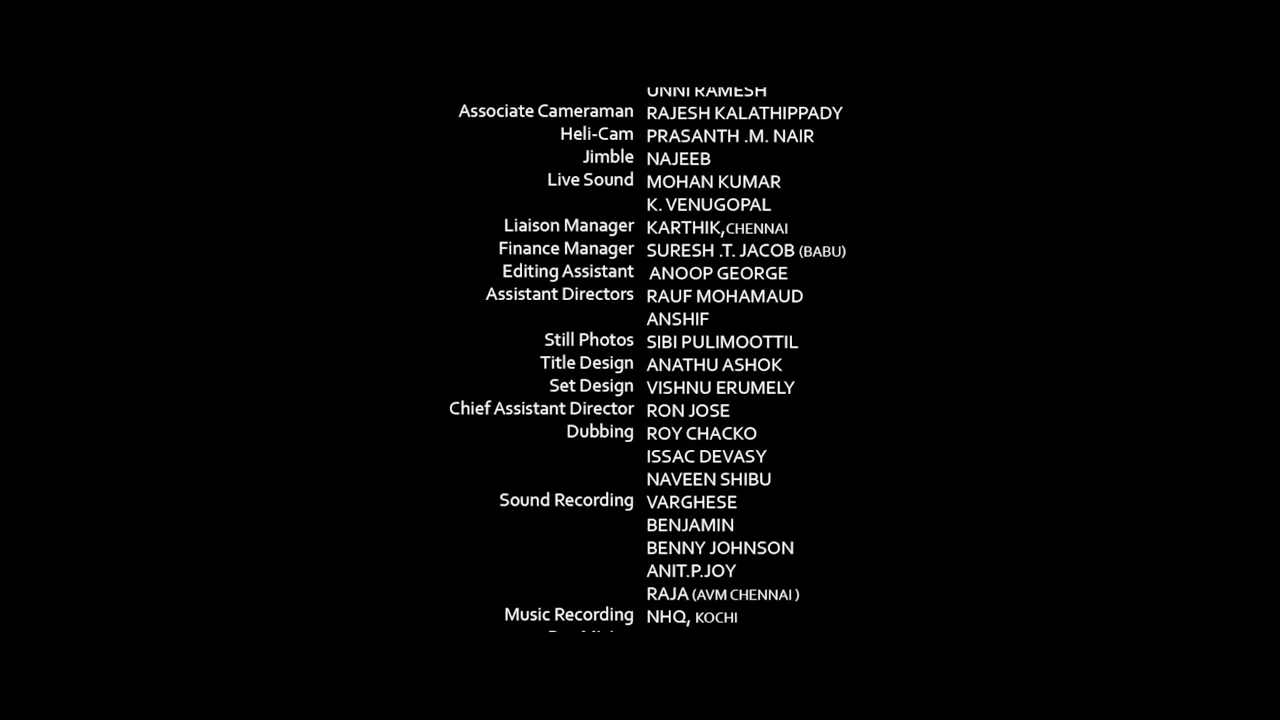 UNNI RAMESH
Associate Cameraman RAJESH KALATHIPPADY
Heli-Cam PRASANTH .M. NAIR
Jimble NAJEEB
Live Sound MOHAN KUMAR
K. VENUGOPAL
Liaison Manager KARTHIK,CHENNAI
Finance Manager SURESH .T. JACOB (BABU)
Editing Assistant ANOOP GEORGE
Assistant Directors RAUF MOHAMAUD
ANSHIF
Still Photos SIBI PULIMOOTTIL
Title Design ANATHU ASHOK
Set Design VISHNU ERUMELY
Chief Assistant Director RON JOSE
Dubbing ROY CHACKO
ISSAC DEVASY
NAVEEN SHIBU
Sound Recording VARGHESE
BENJAMIN
BENNY JOHNSON
ANIT.P.JOY
RAJA (AVM CHENNAI )
Music Recording NHQ, KOCHI